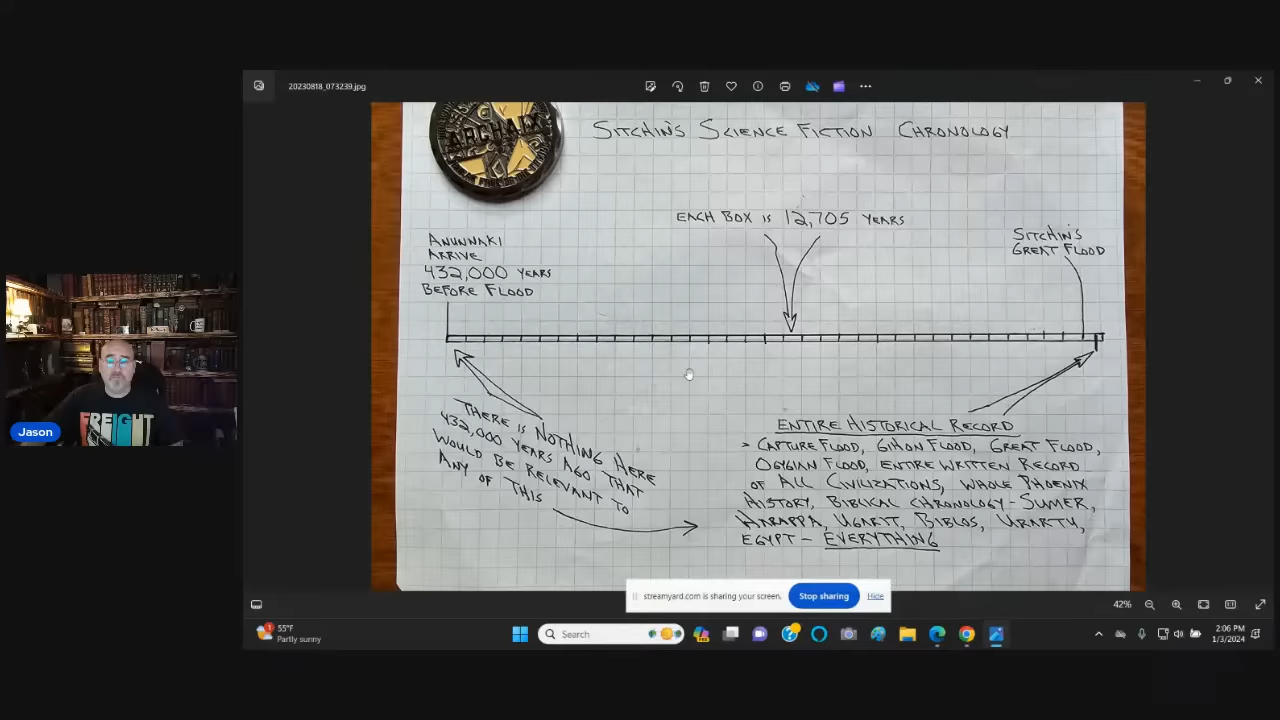 20230818_073239.jpg
ARCHAIX
SITCHIN'S SCIENCE FICTION CHRONOLOGY
EACH BOX IS 12,705 YEARS
SITCHIN'S
GREAT FLOOD
ANUNNAKI
ARRIVE
432,000 YEARS
BEFORE FLOOD
THERE IS NOTHING HERE
432,000 YEARS AGO THAT
WOULD BE RELEVANT TO
ANY OF THIS
ENTIRE HISTORICAL RECORD
> CAPTURE FLOOD, GIHON FLOOD, GREAT FLOOD,
OGYGIAN FLOOD, ENTIRE WRITTEN RECORD
OF ALL CIVILIZATIONS, WHOLE PHOENIX
HISTORY, BIBLICAL CHRONOLOGY - SUMER,
HARAPPA, UGARIT, BIBLOS, URARTU,
EGYPT - EVERYTHING
Jason
FREIGHT
streamyard.com is sharing your screen.
Stop sharing
Hide
42%
1
55°F
Partly sunny
Search
2:06 PM
1/3/2024